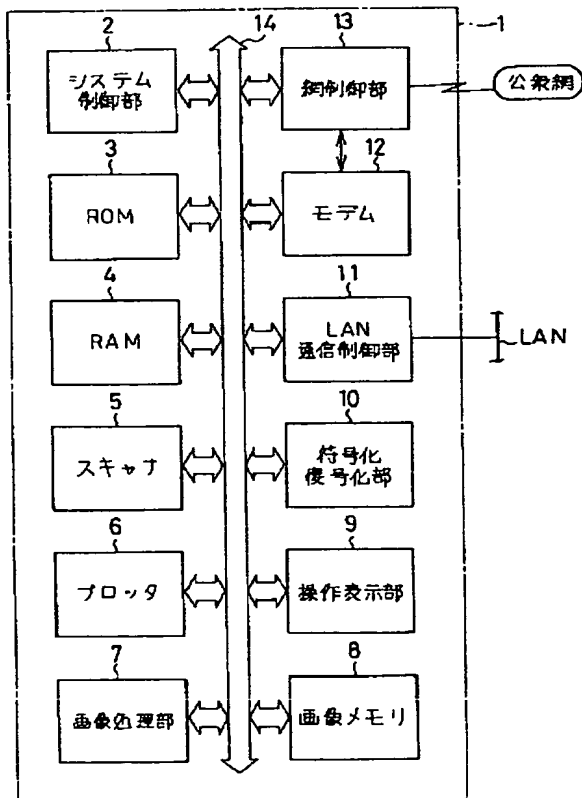 2
14
13
1
システム
制御部
網制御部
公衆網
3
12
ROM
モデム
4
11
RAM
LAN
通信制御部
LAN
5
10
スキャナ
符号化
復号化部
6
9
プロッタ
操作表示部
7
8
画像処理部
画像メモリ